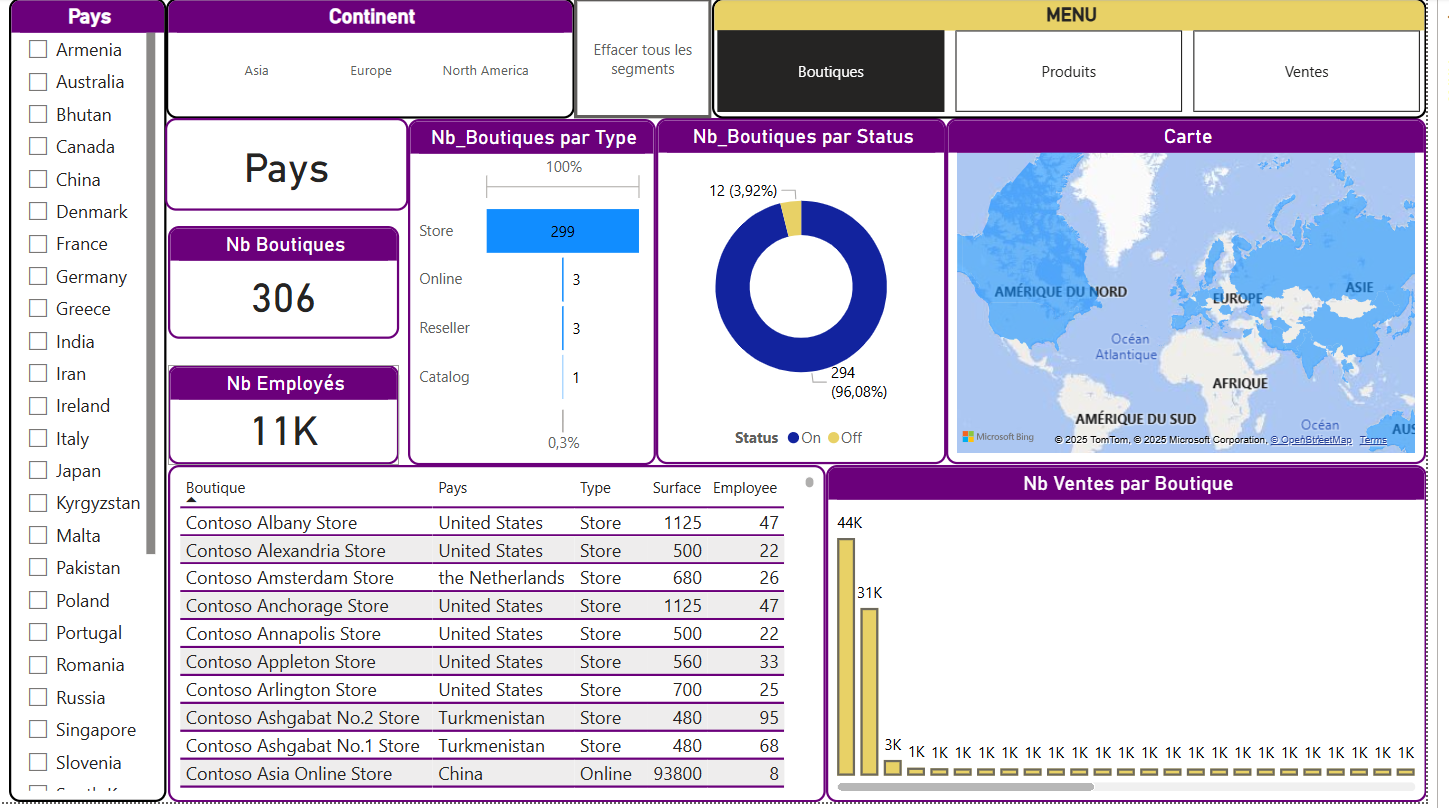 Pays
Armenia
Australia
Bhutan
Canada
China
Denmark
France
Germany
Greece
India
Iran
Ireland
Italy
Japan
Kyrgyzstan
Malta
Pakistan
Poland
Portugal
Romania
Russia
Singapore
Slovenia
Continent
Asia Europe North America
Effacer tous les
segments
MENU
Boutiques Produits Ventes
Pays
Nb Boutiques
306
Nb Employés
11K
Nb_Boutiques par Type
100%
Store 299
Online 3
Reseller 3
Catalog 1
0,3%
Nb_Boutiques par Status
12 (3,92%)
294
(96,08%)
Status On Off
Carte
AMÉRIQUE DU NORD
EUROPE
ASIE
Océan
Atlantique
AFRIQUE
AMÉRIQUE DU SUD
Océan
AUS
Microsoft Bing
© 2025 TomTom, © 2025 Microsoft Corporation, © OpenStreetMap Terms
Boutique Pays Type Surface Employee
Contoso Albany Store United States Store 1125 47
Contoso Alexandria Store United States Store 500 22
Contoso Amsterdam Store the Netherlands Store 680 26
Contoso Anchorage Store United States Store 1125 47
Contoso Annapolis Store United States Store 500 22
Contoso Appleton Store United States Store 560 33
Contoso Arlington Store United States Store 700 25
Contoso Ashgabat No.2 Store Turkmenistan Store 480 95
Contoso Ashgabat No.1 Store Turkmenistan Store 480 68
Contoso Asia Online Store China Online 93800 8
Nb Ventes par Boutique
44K
31K
3K 1K 1K 1K 1K 1K 1K 1K 1K 1K 1K 1K 1K 1K 1K 1K 1K 1K 1K 1K 1K 1K 1K